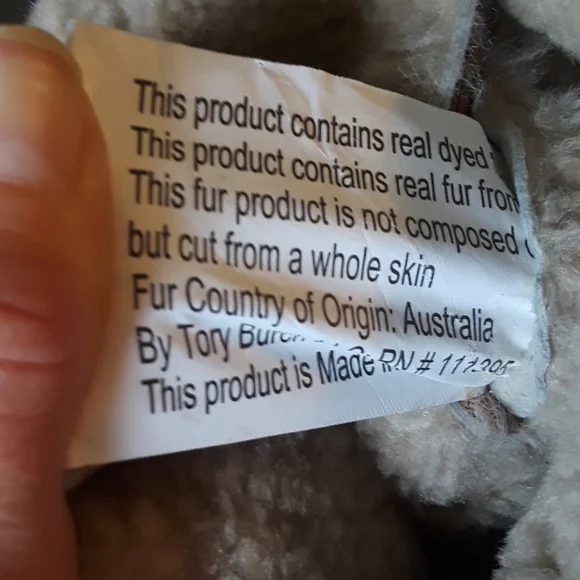 This product contains real dyed
This product contains real fur from
This fur product is not composed
but cut from a whole skin
Fur Country of Origin: Australia
By Tory Burch
This product is Made RN #